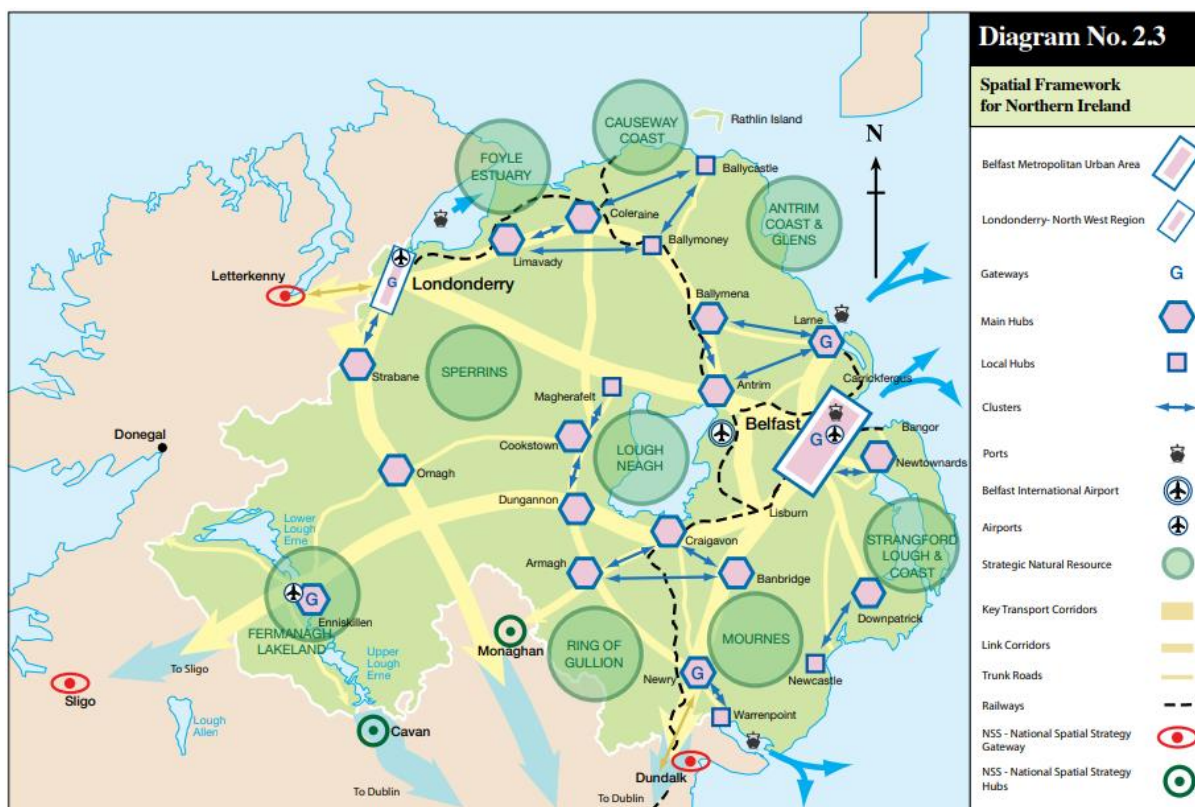 Diagram No. 2.3
Spatial Framework
for Northern Ireland
Belfast Metropolitan Urban Area
Londonderry- North West Region
Gateways
G
Main Hubs
Local Hubs
Clusters
Ports
Belfast International Airport
Airports
Strategic Natural Resource
Key Transport Corridors
Link Corridors
Trunk Roads
Railways
NSS - National Spatial Strategy
Gateway
NSS - National Spatial Strategy
Hubs
N
Rathlin Island
CAUSEWAY
COAST
FOYLE
ESTUARY
Ballycastle
ANTRIM
COAST &
GLENS
Coleraine
Ballymoney
Limavady
Letterkenny
G
Londonderry
Ballymena
Larne
G
Strabane
SPERRINS
Antrim
Carrickfergus
Magherafelt
Donegal
Cookstown
LOUGH
NEAGH
Belfast
G
Bangor
Newtownards
Omagh
Dungannon
Lisburn
Lower
Lough
Erne
Craigavon
STRANGFORD
LOUGH &
COAST
Armagh
Banbridge
G
Enniskillen
FERMANAGH
LAKELAND
Downpatrick
Monaghan
RING OF
GULLION
MOURNES
Upper
Lough
Erne
To Sligo
Newry
G
Newcastle
Sligo
Warrenpoint
Lough
Allen
Cavan
Dundalk
To Dublin
To Dublin